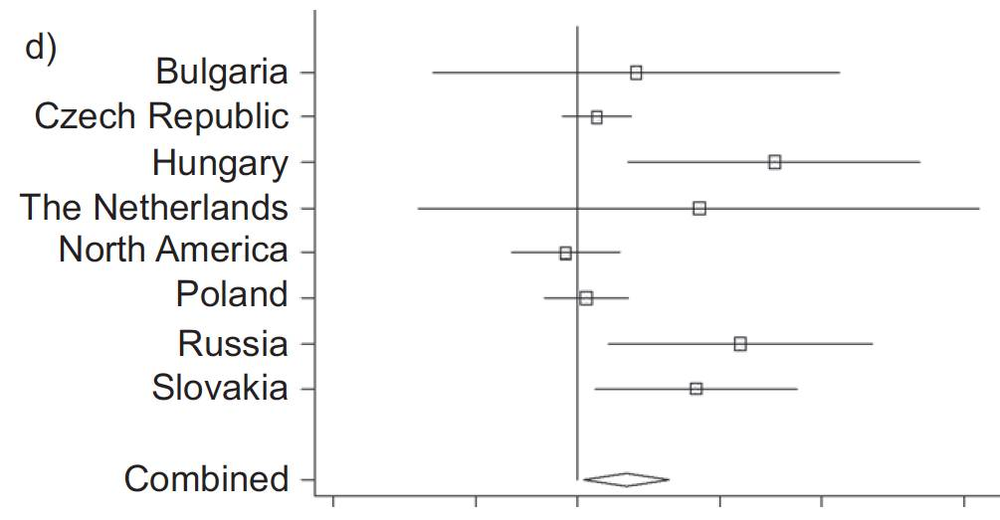 d)
Bulgaria
Czech Republic
Hungary
The Netherlands
North America
Poland
Russia
Slovakia
Combined